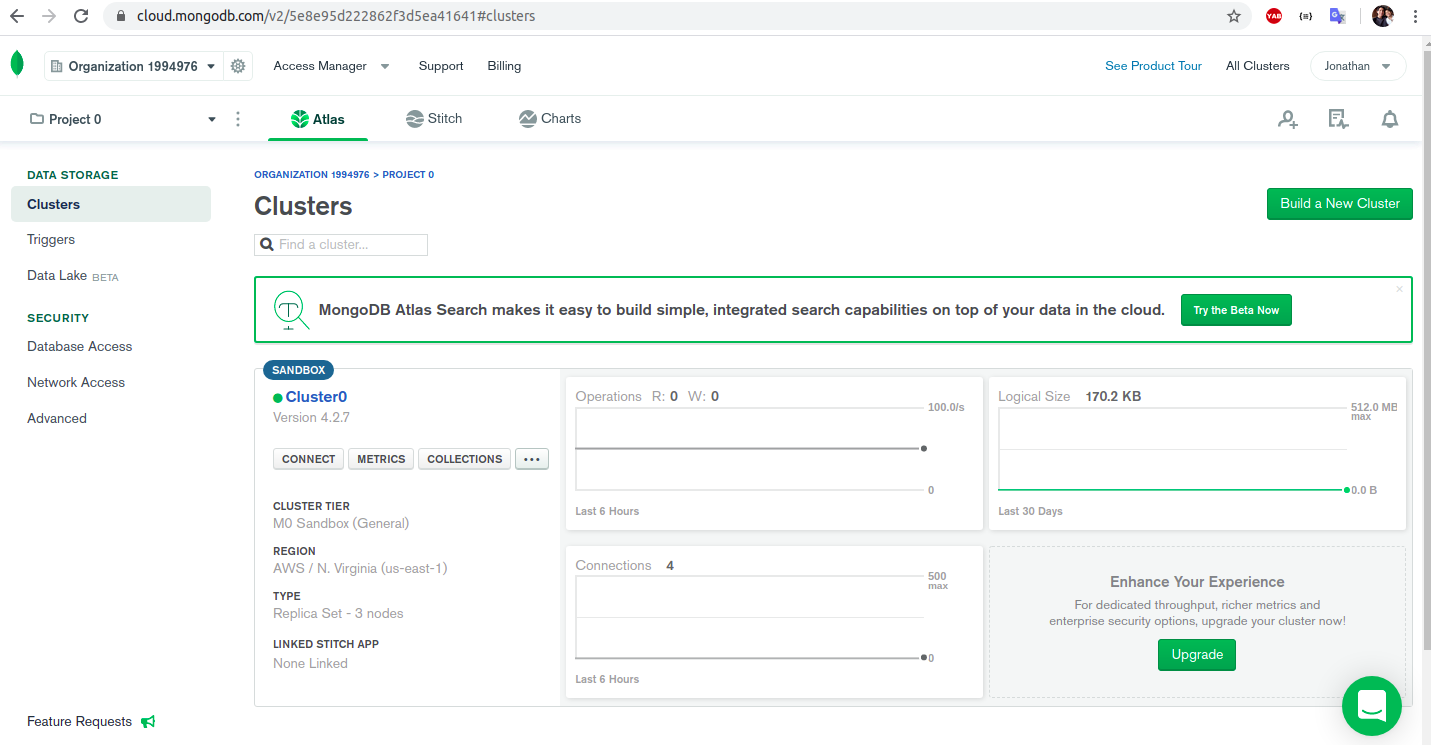 cloud.mongodb.com/v2/5e8e95d222862f3d5ea41641#clusters
YAB
Organization 1994976
Access Manager
Support
Billing
See Product Tour
All Clusters
Jonathan
Project 0
Atlas
Stitch
Charts
DATA STORAGE
Clusters
Triggers
Data Lake BETA
SECURITY
Database Access
Network Access
Advanced
Feature Requests
ORGANIZATION 1994976 > PROJECT 0
Clusters
Build a New Cluster
Find a cluster...
MongoDB Atlas Search makes it easy to build simple, integrated search capabilities on top of your data in the cloud.
Try the Beta Now
SANDBOX
Cluster0
Version 4.2.7
CONNECT
METRICS
COLLECTIONS
CLUSTER TIER
M0 Sandbox (General)
REGION
AWS / N. Virginia (us-east-1)
TYPE
Replica Set - 3 nodes
LINKED STITCH APP
None Linked
Operations R: 0 W: 0
100.0/s
0
Last 6 Hours
Logical Size 170.2 KB
512.0 MB
max
0.0 B
Last 30 Days
Connections 4
500
max
0
Last 6 Hours
Enhance Your Experience
For dedicated throughput, richer metrics and
enterprise security options, upgrade your cluster now!
Upgrade